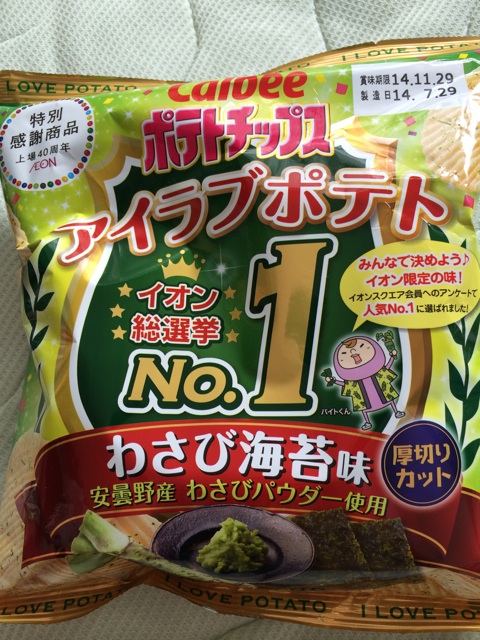 I LOVE POTATO
I LOVE POTATO
Calbee
賞味期限 14.11.29
製造日 14. 7.29
特別
感謝商品
上場40周年
ÆON
ポテトチップス
アイラブポテト
みんなで決めよう♪
イオン限定の味!
イオンスクエア会員へのアンケートで
人気No.1に選ばれました!
イオン
総選挙
No.1
バイトくん
わさび海苔味
安曇野産 わさびパウダー使用
厚切り
カット
I LOVE POTATO
I LOVE POTATO